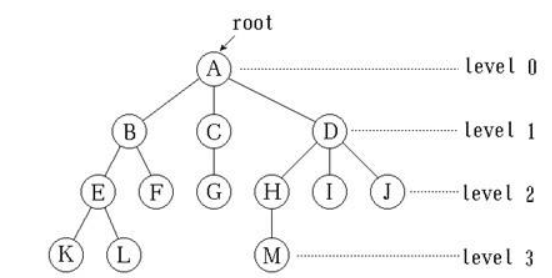 root
A level 0
B C D level 1
E F G H I J level 2
K L M level 3